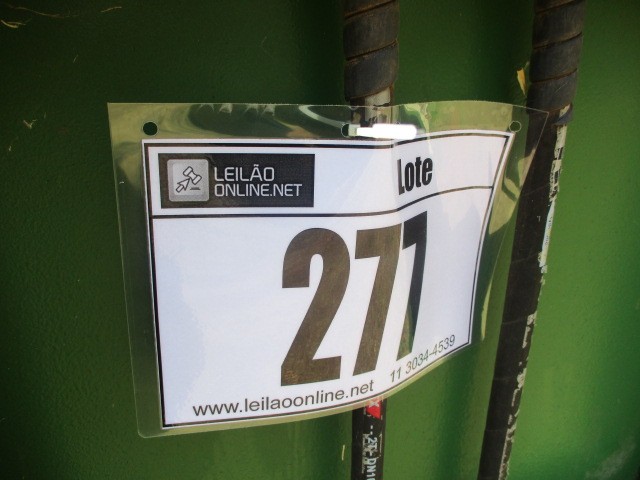 LEILÃO
ONLINE.NET
Lote
277
www.leilaoonline.net
11 3034-4539